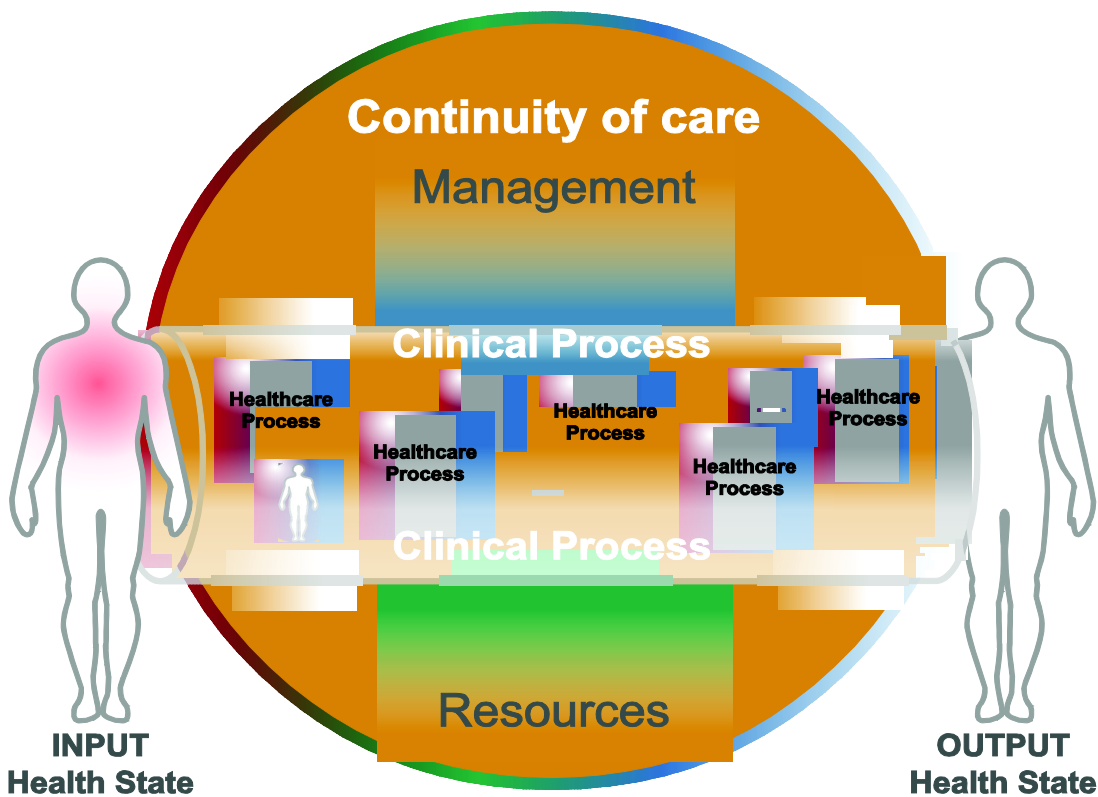 Continuity of care
Management
Clinical Process
Healthcare
Process
Healthcare
Process
Healthcare
Process
Healthcare
Process
Healthcare
Process
Clinical Process
Resources
INPUT
Health State
OUTPUT
Health State